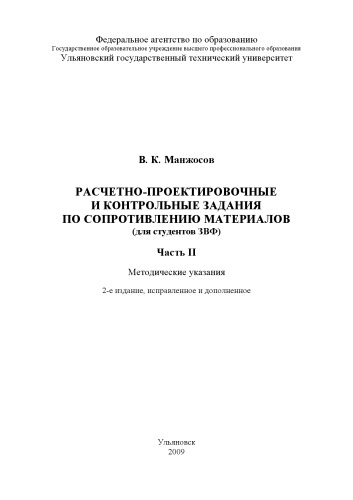 Федеральное агентство по образованию
Государственное образовательное учреждение высшего профессионального образования
Ульяновский государственный технический университет
В. К. Манжосов
РАСЧЕТНО-ПРОЕКТИРОВОЧНЫЕ
И КОНТРОЛЬНЫЕ ЗАДАНИЯ
ПО СОПРОТИВЛЕНИЮ МАТЕРИАЛОВ
(для студентов ЗВФ)
Часть II
Методические указания
2-е издание, исправленное и дополненное
Ульяновск
2009